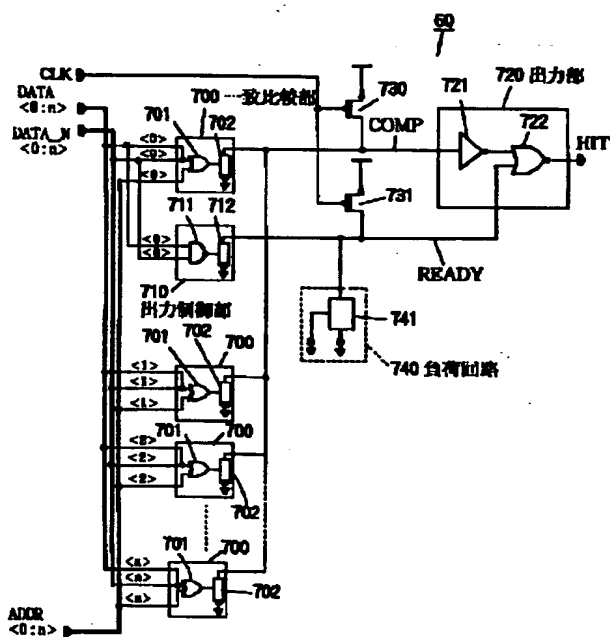 60
CLK
DATA
<0:n>
DATA_N
<0:n>
701
700 一致比較部
702
<0>
<0>
<0>
730
COMP
721
720 出力部
722
HIT
731
711
712
<0>
<0>
710
出力制御部
READY
741
740 負荷回路
701
702
700
<1>
<1>
<1>
701
700
<2>
<2>
<2>
702
701
700
<n>
<n>
<n>
702
ADDR
<0:n>